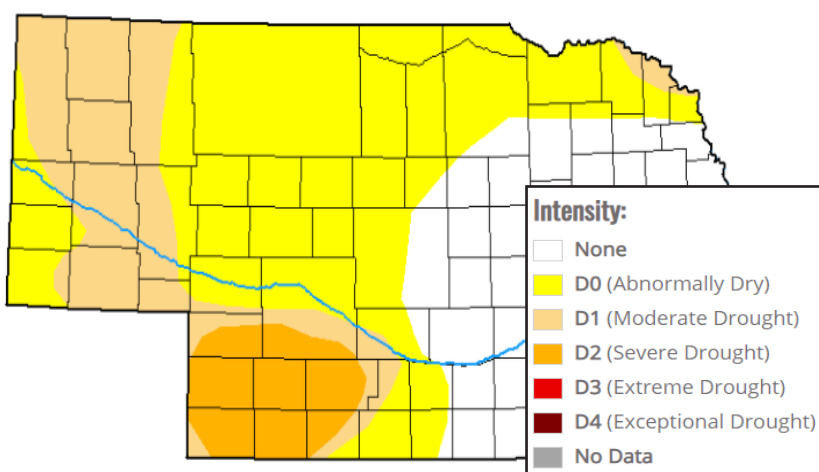 Intensity:
None
D0 (Abnormally Dry)
D1 (Moderate Drought)
D2 (Severe Drought)
D3 (Extreme Drought)
D4 (Exceptional Drought)
No Data